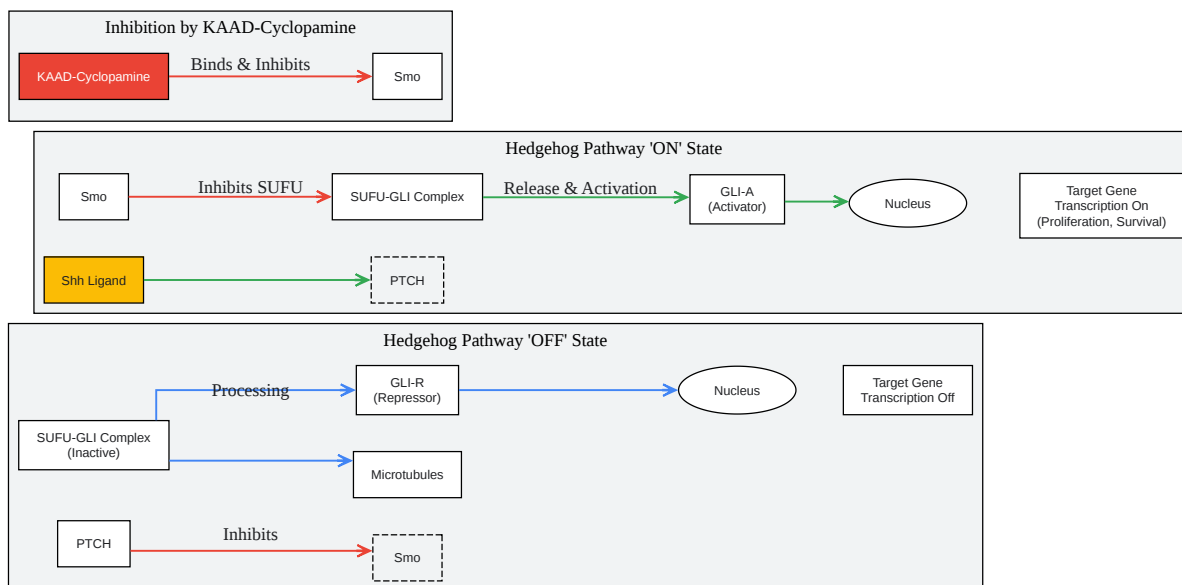 Inhibition by KAAD-Cyclopamine
KAAD-Cyclopamine
Binds & Inhibits
Smo
Hedgehog Pathway 'ON' State
Smo
Inhibits SUFU
SUFU-GLI Complex
Release & Activation
GLI-A
(Activator)
Nucleus
Target Gene
Transcription On
(Proliferation, Survival)
Shh Ligand
PTCH
Hedgehog Pathway 'OFF' State
Processing
GLI-R
(Repressor)
Nucleus
Target Gene
Transcription Off
SUFU-GLI Complex
(Inactive)
Microtubules
PTCH
Inhibits
Smo